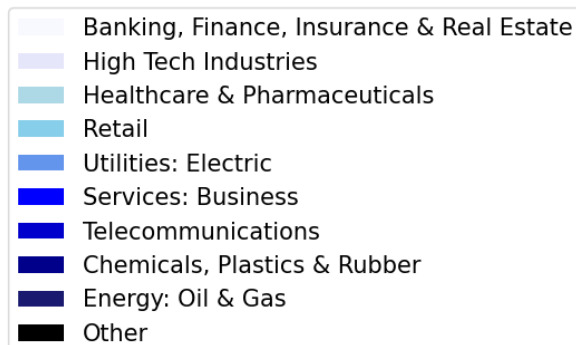 Banking, Finance, Insurance & Real Estate
High Tech Industries
Healthcare & Pharmaceuticals
Retail
Utilities: Electric
Services: Business
Telecommunications
Chemicals, Plastics & Rubber
Energy: Oil & Gas
Other